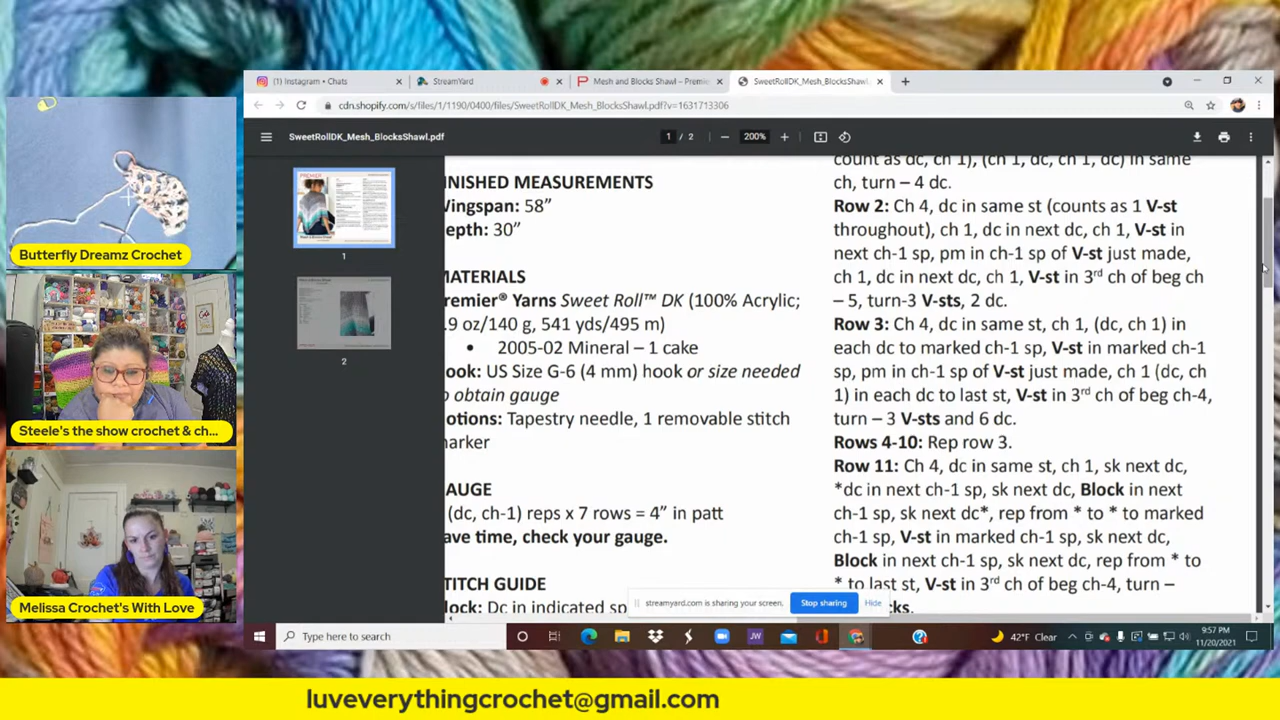 (1) Instagram • Chats
StreamYard
Mesh and Blocks Shawl – Premie
SweetRollDK_Mesh_BlocksShawl.
cdn.shopify.com/s/files/1/1190/0400/files/SweetRollDK_Mesh_BlocksShawl.pdf?v=1631713306
SweetRollDK_Mesh_BlocksShawl.pdf
1 / 2
200%
Butterfly Dreamz Crochet
Steele's the show crochet & ch...
Melissa Crochet's With Love
1
2
NISHED MEASUREMENTS
ingspan: 58”
epth: 30”
ATERIALS
remier® Yarns Sweet Roll™ DK (100% Acrylic;
.9 oz/140 g, 541 yds/495 m)
• 2005-02 Mineral – 1 cake
ook: US Size G-6 (4 mm) hook or size needed
o obtain gauge
otions: Tapestry needle, 1 removable stitch
arker
AUGE
(dc, ch-1) reps x 7 rows = 4” in patt
ave time, check your gauge.
TITCH GUIDE
lock: Dc in indicated sp
count as dc, ch 1), (ch 1, dc, ch 1, dc) in same
ch, turn – 4 dc.
Row 2: Ch 4, dc in same st (counts as 1 V-st
throughout), ch 1, dc in next dc, ch 1, V-st in
next ch-1 sp, pm in ch-1 sp of V-st just made,
ch 1, dc in next dc, ch 1, V-st in 3rd ch of beg ch
– 5, turn-3 V-sts, 2 dc.
Row 3: Ch 4, dc in same st, ch 1, (dc, ch 1) in
each dc to marked ch-1 sp, V-st in marked ch-1
sp, pm in ch-1 sp of V-st just made, ch 1 (dc, ch
1) in each dc to last st, V-st in 3rd ch of beg ch-4,
turn – 3 V-sts and 6 dc.
Rows 4-10: Rep row 3.
Row 11: Ch 4, dc in same st, ch 1, sk next dc,
*dc in next ch-1 sp, sk next dc, Block in next
ch-1 sp, sk next dc*, rep from * to * to marked
ch-1 sp, V-st in marked ch-1 sp, sk next dc,
Block in next ch-1 sp, sk next dc, rep from * to
* to last st, V-st in 3rd ch of beg ch-4, turn –
streamyard.com is sharing your screen.
Stop sharing
Hide
Type here to search
JW
42°F Clear
9:57 PM
11/20/2021
luveverythingcrochet@gmail.com